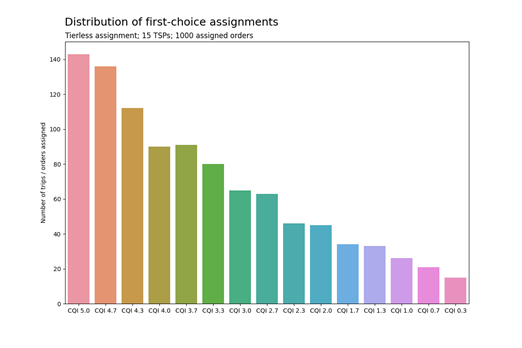 Distribution of first-choice assignments
Tierless assignment; 15 TSPs; 1000 assigned orders
Number of trips / orders assigned
140
120
100
80
60
40
20
0
CQI 5.0 CQI 4.7 CQI 4.3 CQI 4.0 CQI 3.7 CQI 3.3 CQI 3.0 CQI 2.7 CQI 2.3 CQI 2.0 CQI 1.7 CQI 1.3 CQI 1.0 CQI 0.7 CQI 0.3